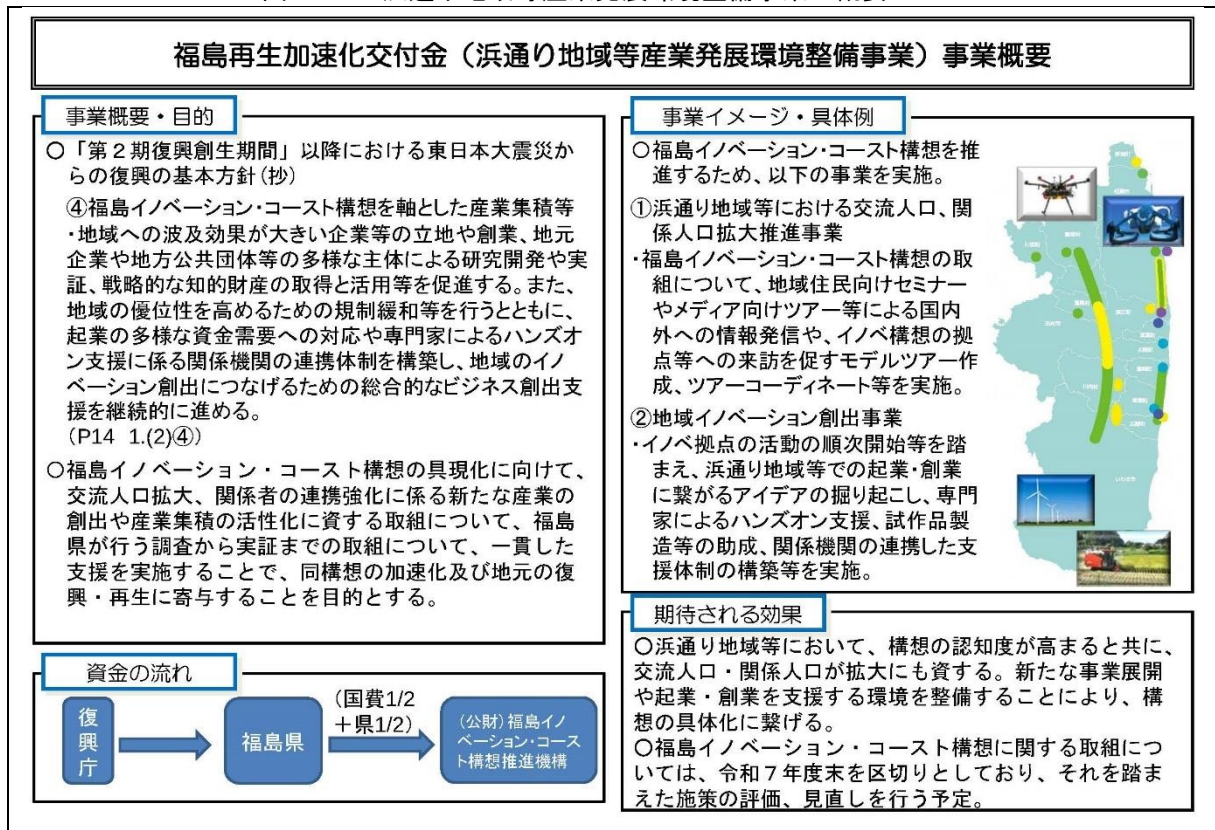 福島再生加速化交付金（浜通り地域等産業発展環境整備事業）事業概要
事業概要・目的
○「第２期復興創生期間」以降における東日本大震災か
らの復興の基本方針（抄）
④福島イノベーション・コースト構想を軸とした産業集積等
・地域への波及効果が大きい企業等の立地や創業、地元
企業や地方公共団体等の多様な主体による研究開発や実
証、戦略的な知的財産の取得と活用等を促進する。また、
地域の優位性を高めるための規制緩和等を行うとともに、
起業の多様な資金需要への対応や専門家によるハンズオ
ン支援に係る関係機関の連携体制を構築し、地域のイノ
ベーション創出につなげるための総合的なビジネス創出支
援を継続的に進める。
（P14 1.(2)④）
○福島イノベーション・コースト構想の具現化に向けて、
交流人口拡大、関係者の連携強化に係る新たな産業の
創出や産業集積の活性化に資する取組について、福島
県が行う調査から実証までの取組について、一貫した
支援を実施することで、同構想の加速化及び地元の復
興・再生に寄与することを目的とする。
資金の流れ
復興庁
福島県
（国費1/2
＋県1/2）
（公財）福島イノ
ベーション・コース
ト構想推進機構
事業イメージ・具体例
○福島イノベーション・コースト構想を推
進するため、以下の事業を実施。
①浜通り地域等における交流人口、関
係人口拡大推進事業
・福島イノベーション・コースト構想の取
組について、地域住民向けセミナー
やメディア向けツアー等による国内
外への情報発信や、イノベ構想の拠
点等への来訪を促すモデルツアー作
成、ツアーコーディネート等を実施。
②地域イノベーション創出事業
・イノベ拠点の活動の順次開始等を踏
まえ、浜通り地域等での起業・創業
に繋がるアイデアの掘り起こし、専門
家によるハンズオン支援、試作品製
造等の助成、関係機関の連携した支
援体制の構築等を実施。
いわき市
期待される効果
○浜通り地域等において、構想の認知度が高まると共に、
交流人口・関係人口が拡大にも資する。新たな事業展開
や起業・創業を支援する環境を整備することにより、構
想の具体化に繋げる。
○福島イノベーション・コースト構想に関する取組につ
いては、令和７年度末を区切りとしており、それを踏ま
えた施策の評価、見直しを行う予定。